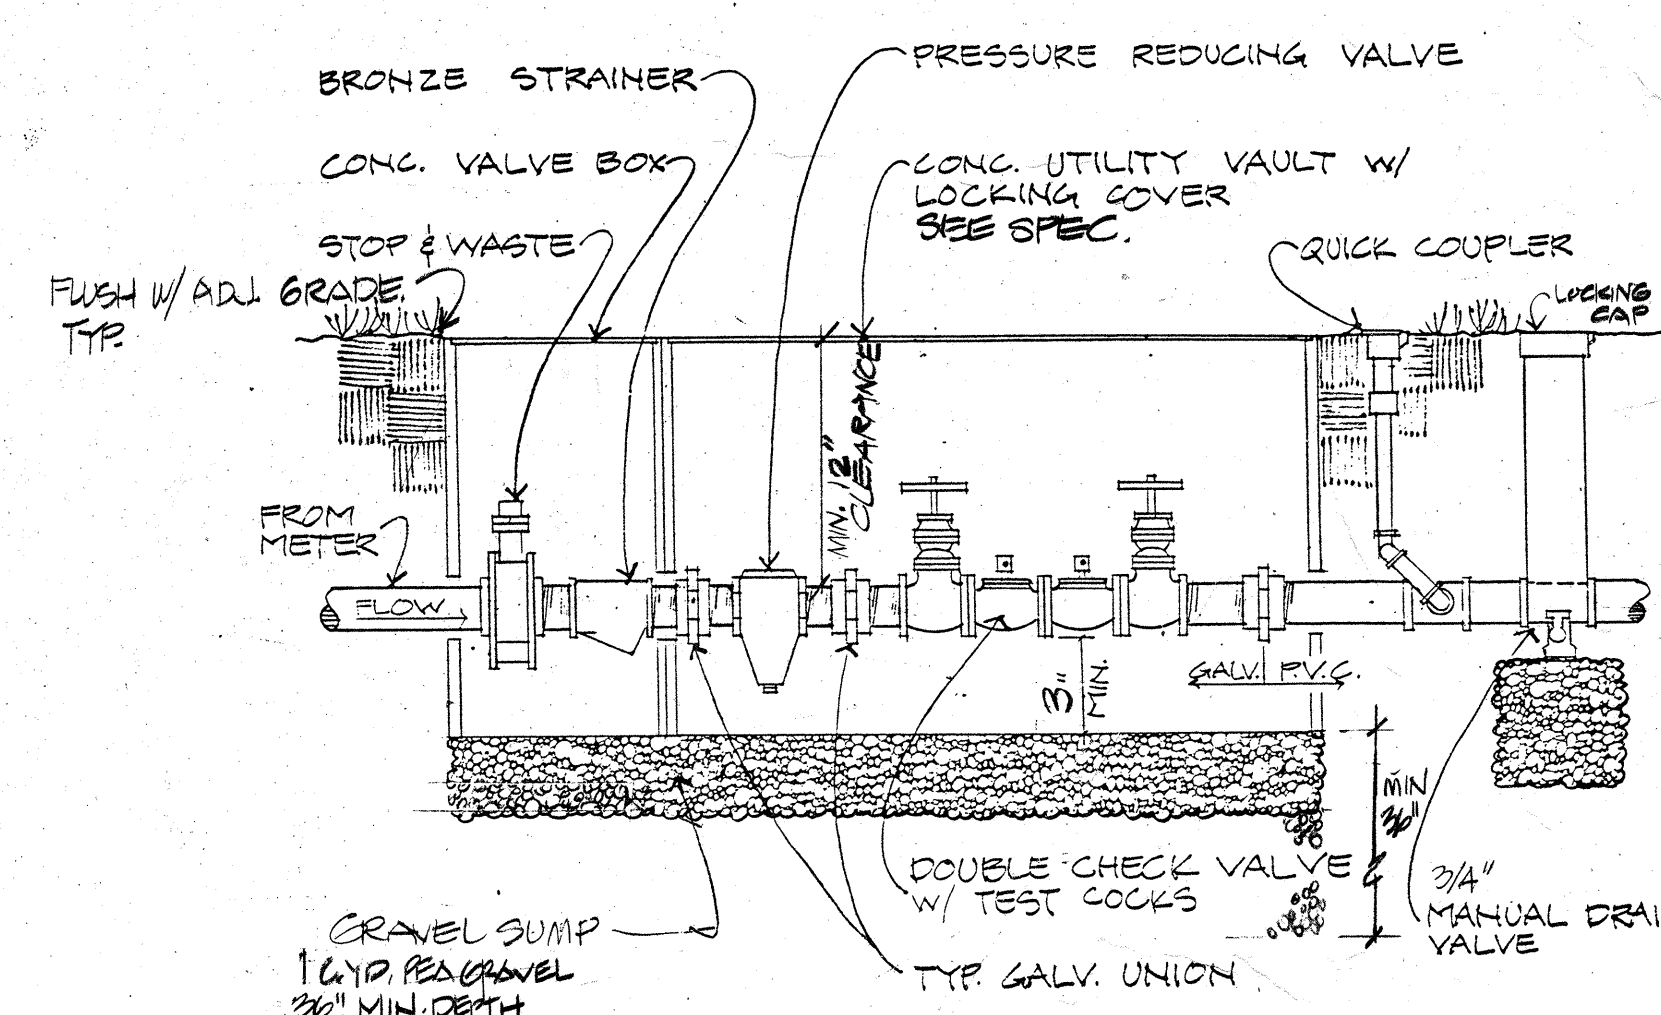 BRONZE STRAINER
CONC. VALVE BOX
STOP & WASTE
FLUSH W/ ADJ. GRADE.
TYP.
PRESSURE REDUCING VALVE
CONC. UTILITY VAULT W/
LOCKING COVER
SEE SPEC.
QUICK COUPLER
LOCKING
CAP
MIN. 12"
CLEARANCE
FROM
METER
FLOW
GALV. P.V.C.
3"
MIN.
MIN
36"
DOUBLE CHECK VALVE
W/ TEST COCKS
3/4"
MANUAL DRAI
VALVE
GRAVEL SUMP
1 C.YD. PEA GRAVEL
36" MIN. DEPTH
TYP. GALV. UNION